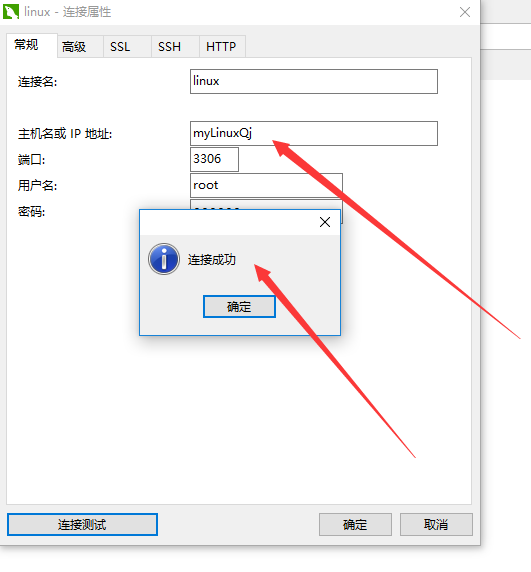 linux - 连接属性
常规 高级 SSL SSH HTTP
连接名: linux
主机名或 IP 地址: myLinuxQj
端口: 3306
用户名: root
密码:
连接成功
确定
连接测试 确定 取消